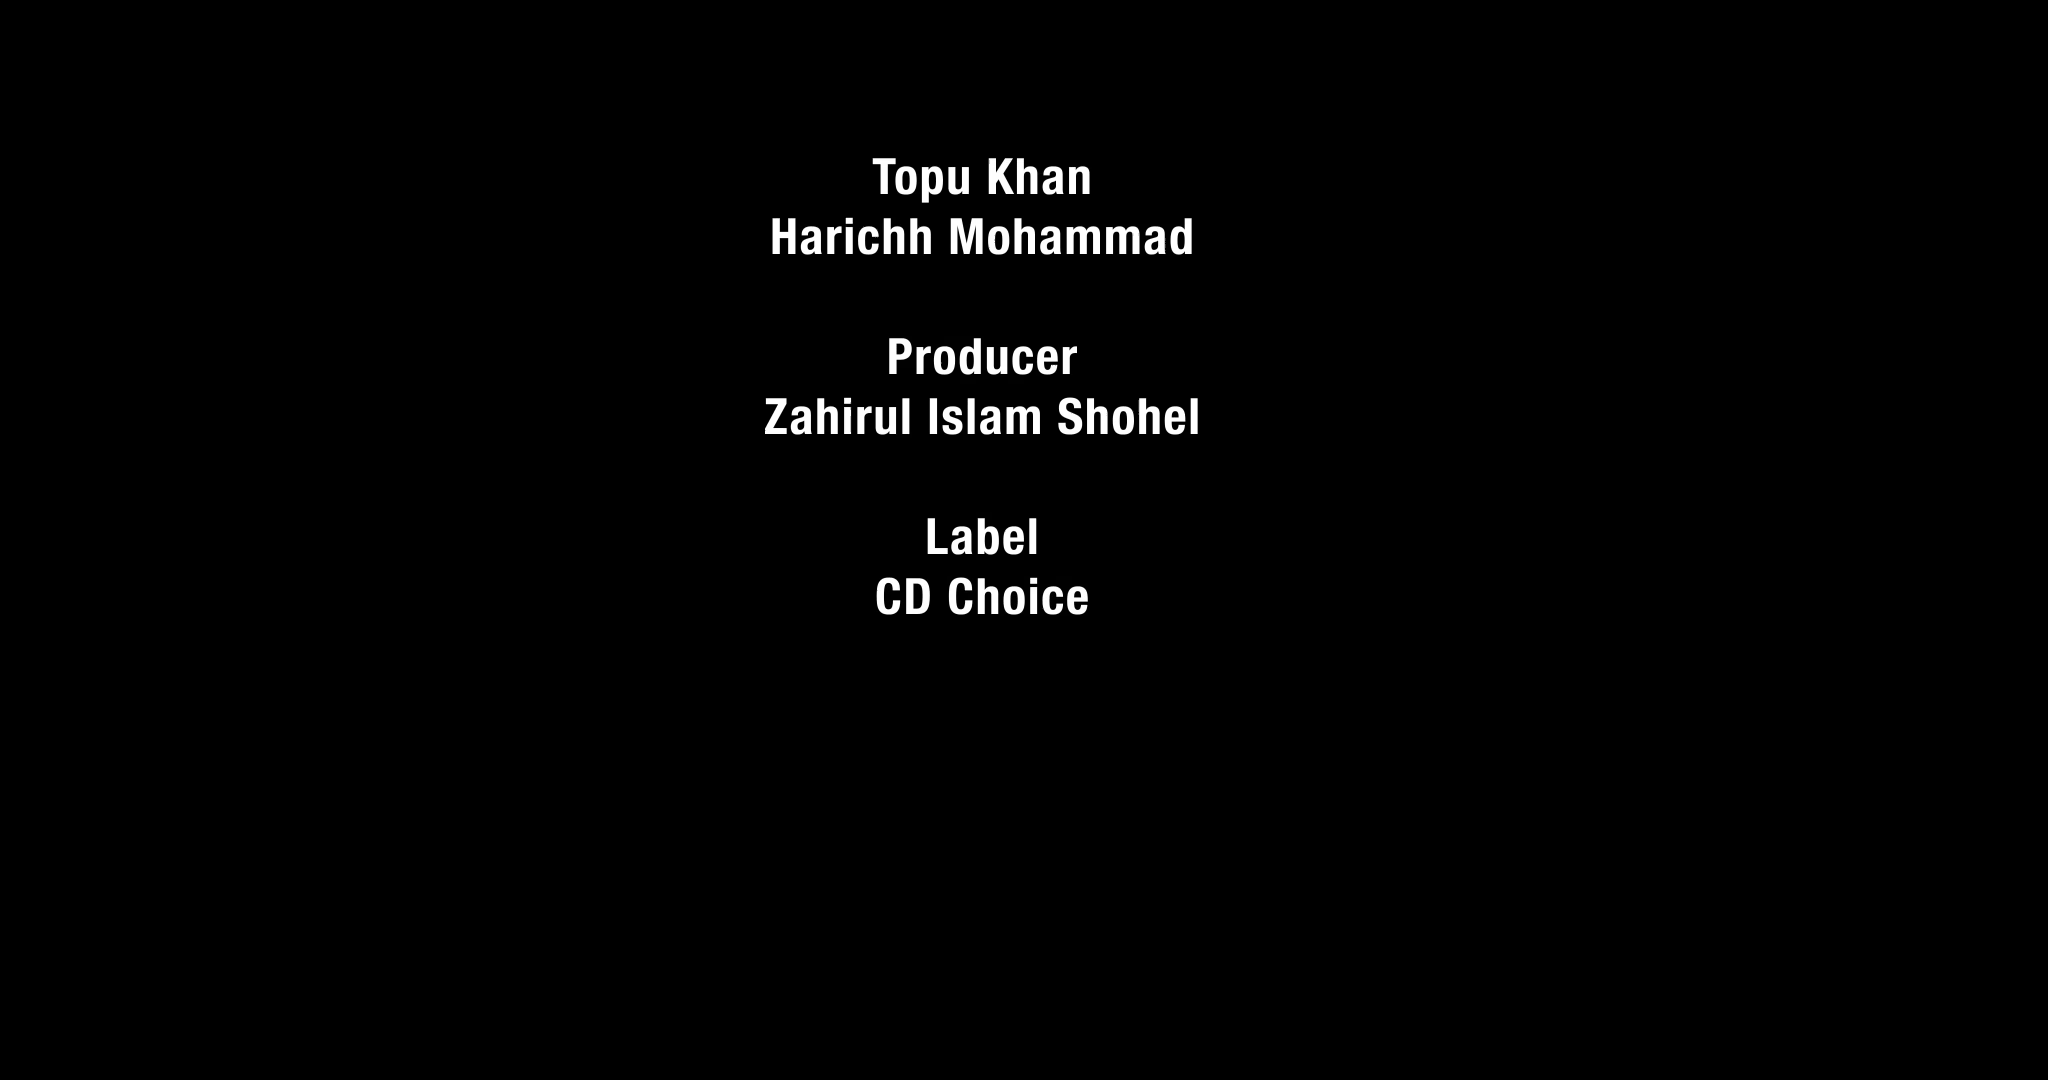 Topu Khan
Harichh Mohammad
Producer
Zahirul Islam Shohel
Label
CD Choice